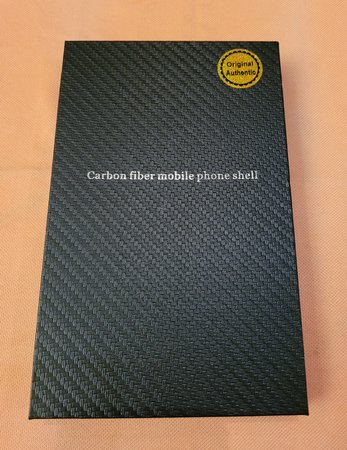 Original
Authentic
Carbon fiber mobile phone shell